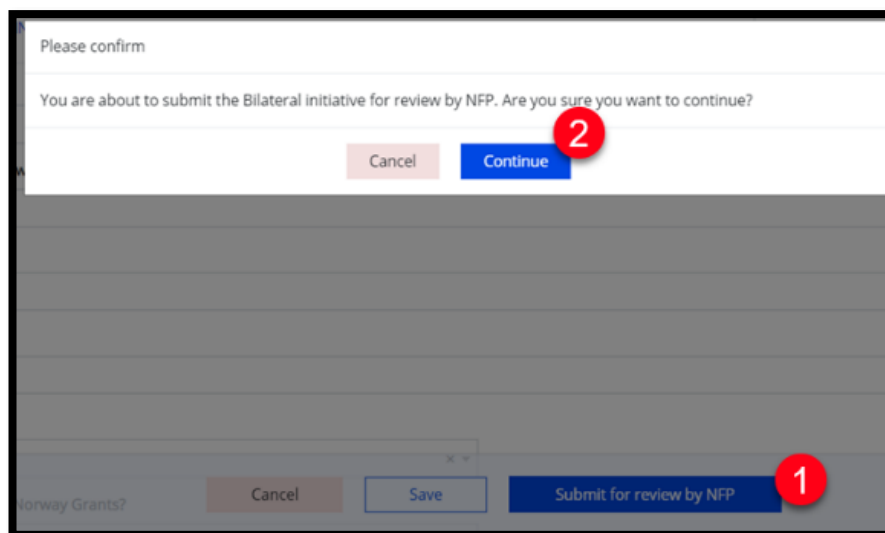 Please confirm
You are about to submit the Bilateral initiative for review by NFP. Are you sure you want to continue?
2
Cancel Continue
1
Cancel Save Submit for review by NFP
Norway Grants?